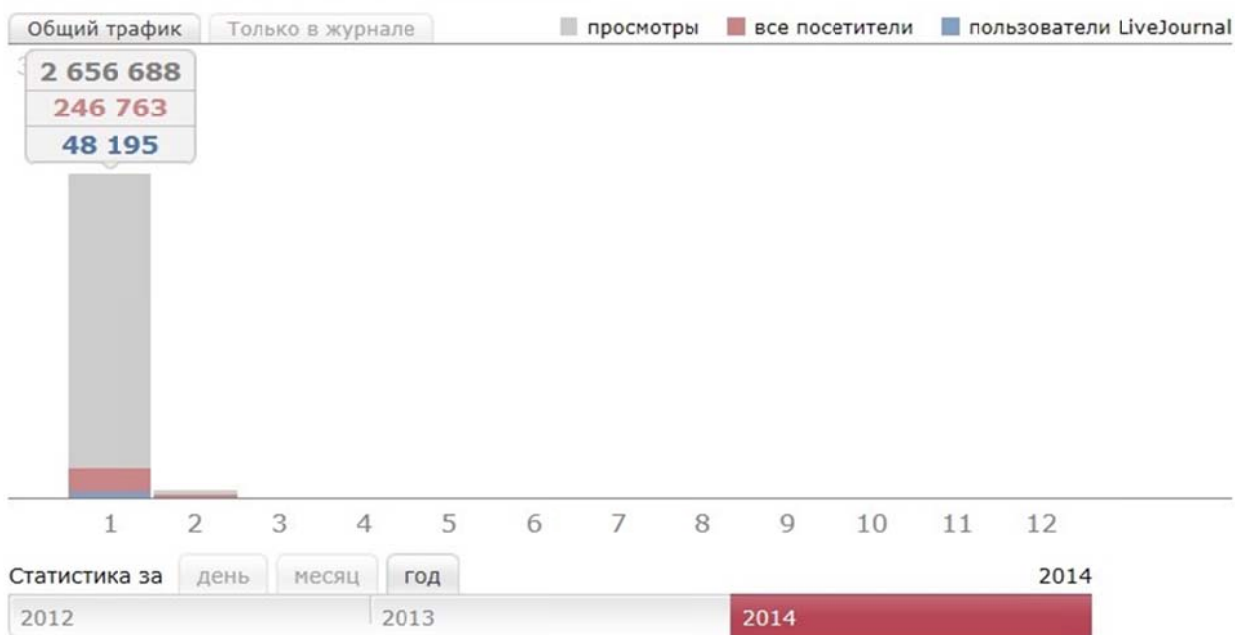 Общий трафик Только в журнале просмотры все посетители пользователи LiveJournal
2 656 688
246 763
48 195
1 2 3 4 5 6 7 8 9 10 11 12
Статистика за день месяц год 2014
2012 2013 2014